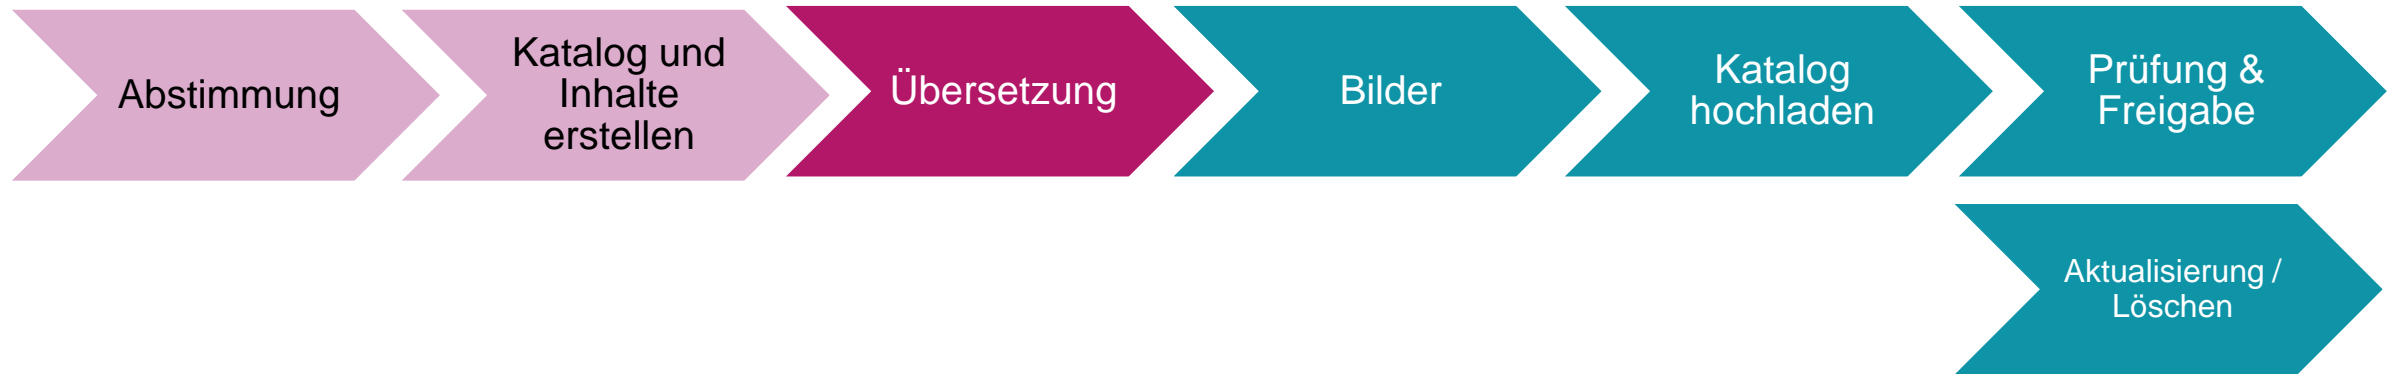 Abstimmung
Katalog und
Inhalte
erstellen
Übersetzung
Bilder
Katalog
hochladen
Prüfung &
Freigabe
Aktualisierung /
Löschen